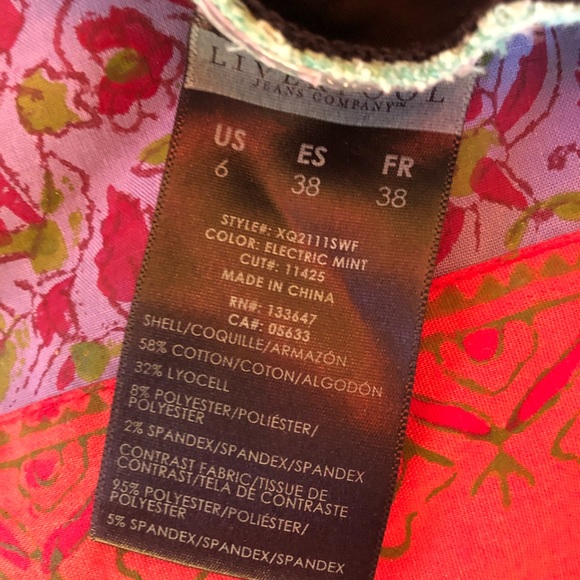 LIVERPOOL
JEANS COMPANY™
US ES FR
6 38 38
STYLE#: XQ2111SWF
COLOR: ELECTRIC MINT
CUT#: 11425
MADE IN CHINA
RN#: 133647
CA#: 05633
SHELL/COQUILLE/ARMAZÓN
58% COTTON/COTON/ALGODÓN
32% LYOCELL
8% POLYESTER/POLIÉSTER/
POLYESTER
2% SPANDEX/SPANDEX/SPANDEX
CONTRAST FABRIC/TISSUE DE
CONTRAST/TELA DE CONTRASTE
95% POLYESTER/POLIÉSTER/
POLYESTER
5% SPANDEX/SPANDEX/SPANDEX